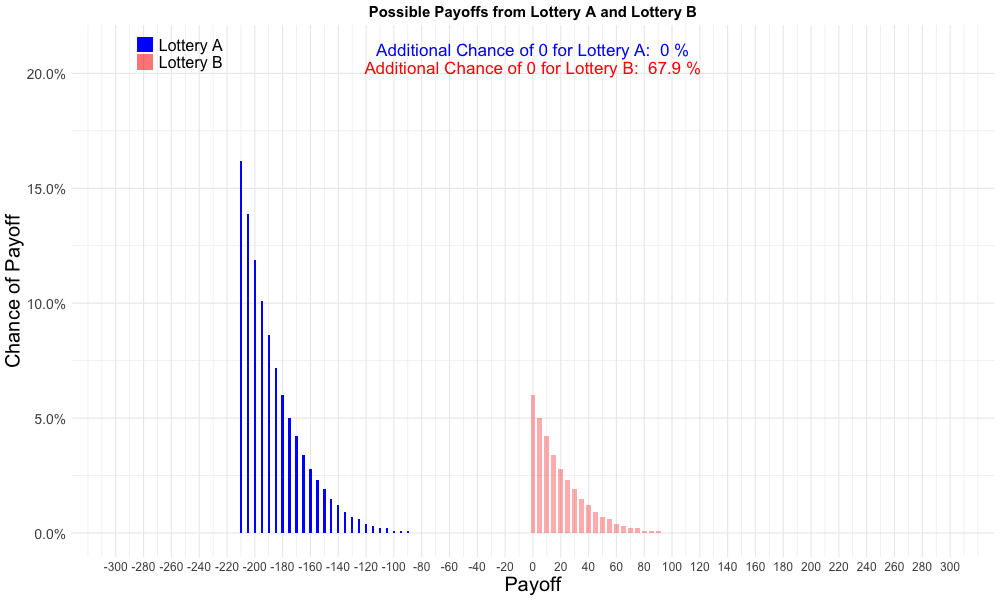 Possible Payoffs from Lottery A and Lottery B
Lottery A
Lottery B
Additional Chance of 0 for Lottery A:  0 %
Additional Chance of 0 for Lottery B:  67.9 %
20.0%
15.0%
10.0%
5.0%
0.0%
Chance of Payoff
-300 -280 -260 -240 -220 -200 -180 -160 -140 -120 -100 -80 -60 -40 -20 0 20 40 60 80 100 120 140 160 180 200 220 240 260 280 300
Payoff